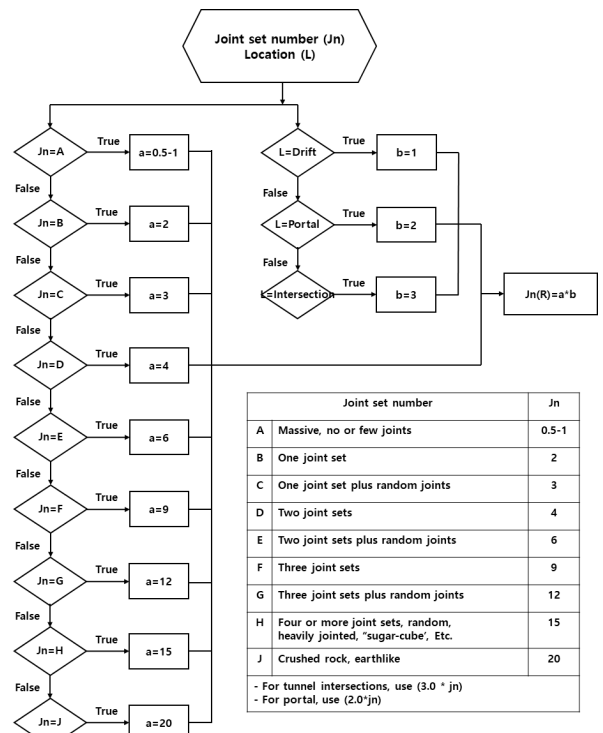 Joint set number (Jn)
Location (L)
Jn=A
True
a=0.5-1
False
Jn=B
True
a=2
False
Jn=C
True
a=3
False
Jn=D
True
a=4
False
Jn=E
True
a=6
False
Jn=F
True
a=9
False
Jn=G
True
a=12
False
Jn=H
True
a=15
False
Jn=J
True
a=20
L=Drift
True
b=1
False
L=Portal
True
b=2
False
L=Intersection
True
b=3
Jn(R)=a*b
Joint set number Jn
A Massive, no or few joints 0.5-1
B One joint set 2
C One joint set plus random joints 3
D Two joint sets 4
E Two joint sets plus random joints 6
F Three joint sets 9
G Three joint sets plus random joints 12
H Four or more joint sets, random, 15
heavily jointed, "sugar-cube', Etc.
J Crushed rock, earthlike 20
- For tunnel intersections, use (3.0 * jn)
- For portal, use (2.0*jn)